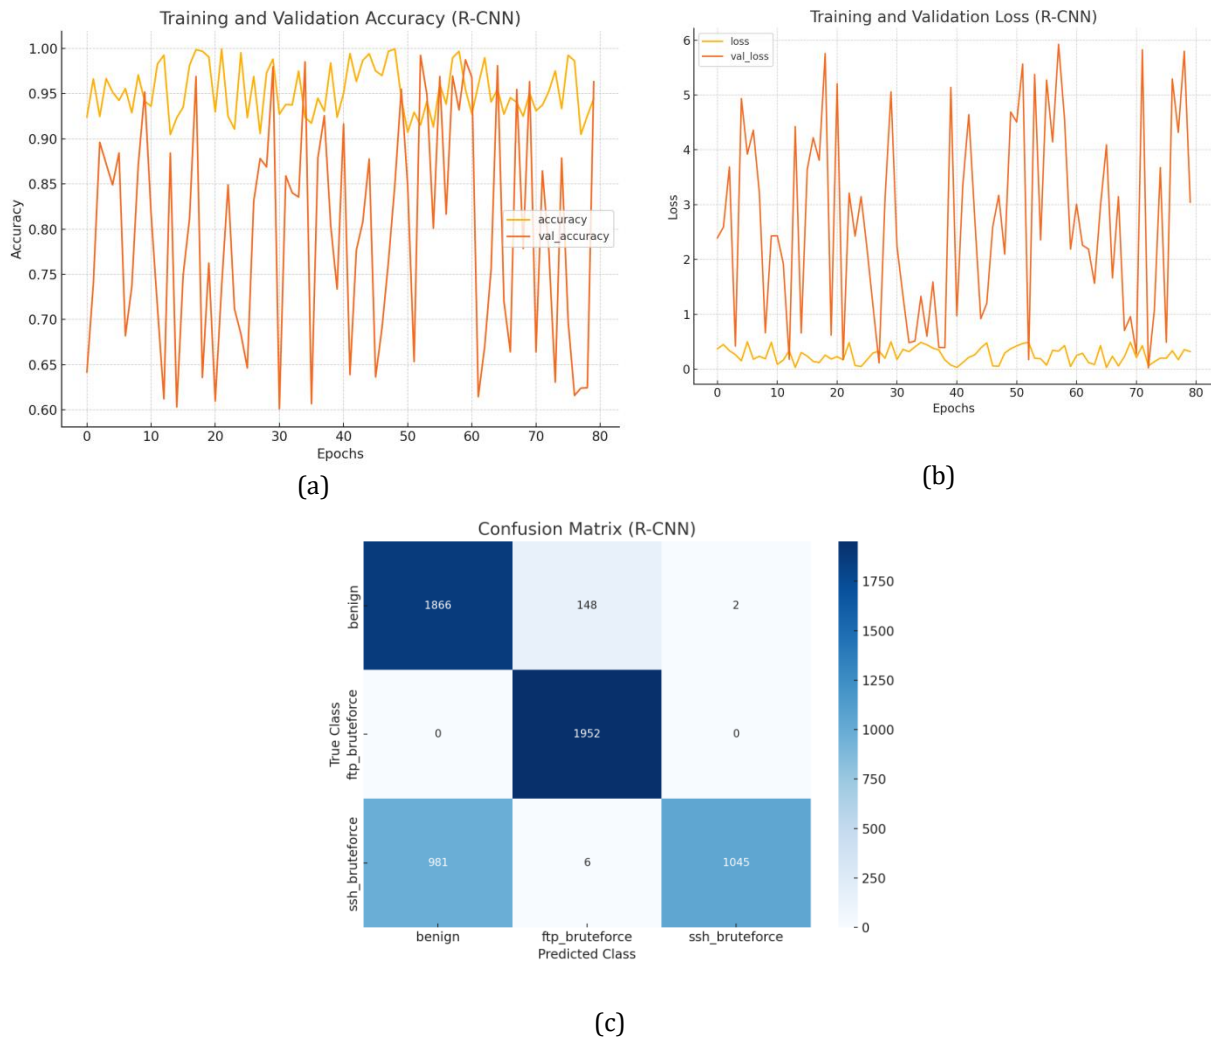 Training and Validation Accuracy (R-CNN)
1.00
0.95
0.90
0.85
0.80
0.75
0.70
0.65
0.60
Accuracy
accuracy
val_accuracy
0 10 20 30 40 50 60 70 80
Epochs
(a)
Training and Validation Loss (R-CNN)
loss
val_loss
6
5
4
3
2
1
0
Loss
0 10 20 30 40 50 60 70 80
Epochs
(b)
Confusion Matrix (R-CNN)
True Class
benign
1866 148 2
ftp_bruteforce
0 1952 0
ssh_bruteforce
981 6 1045
benign ftp_bruteforce ssh_bruteforce
Predicted Class
1750
1500
1250
1000
750
500
250
0
(c)